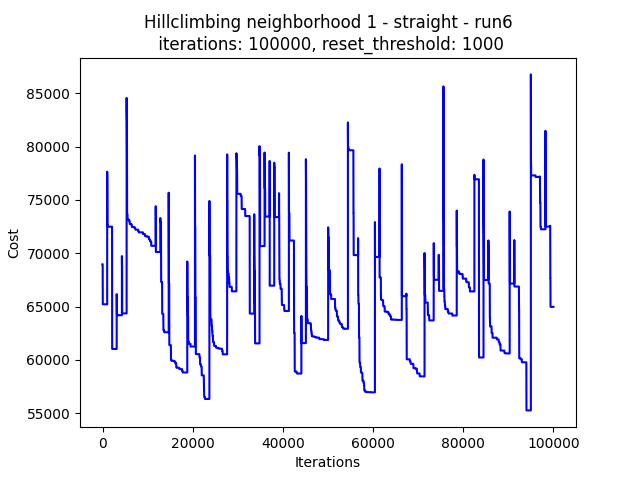 Hillclimbing neighborhood 1 - straight - run6
iterations: 100000, reset_threshold: 1000
85000
80000
75000
70000
65000
60000
55000
Cost
0 20000 40000 60000 80000 100000
Iterations